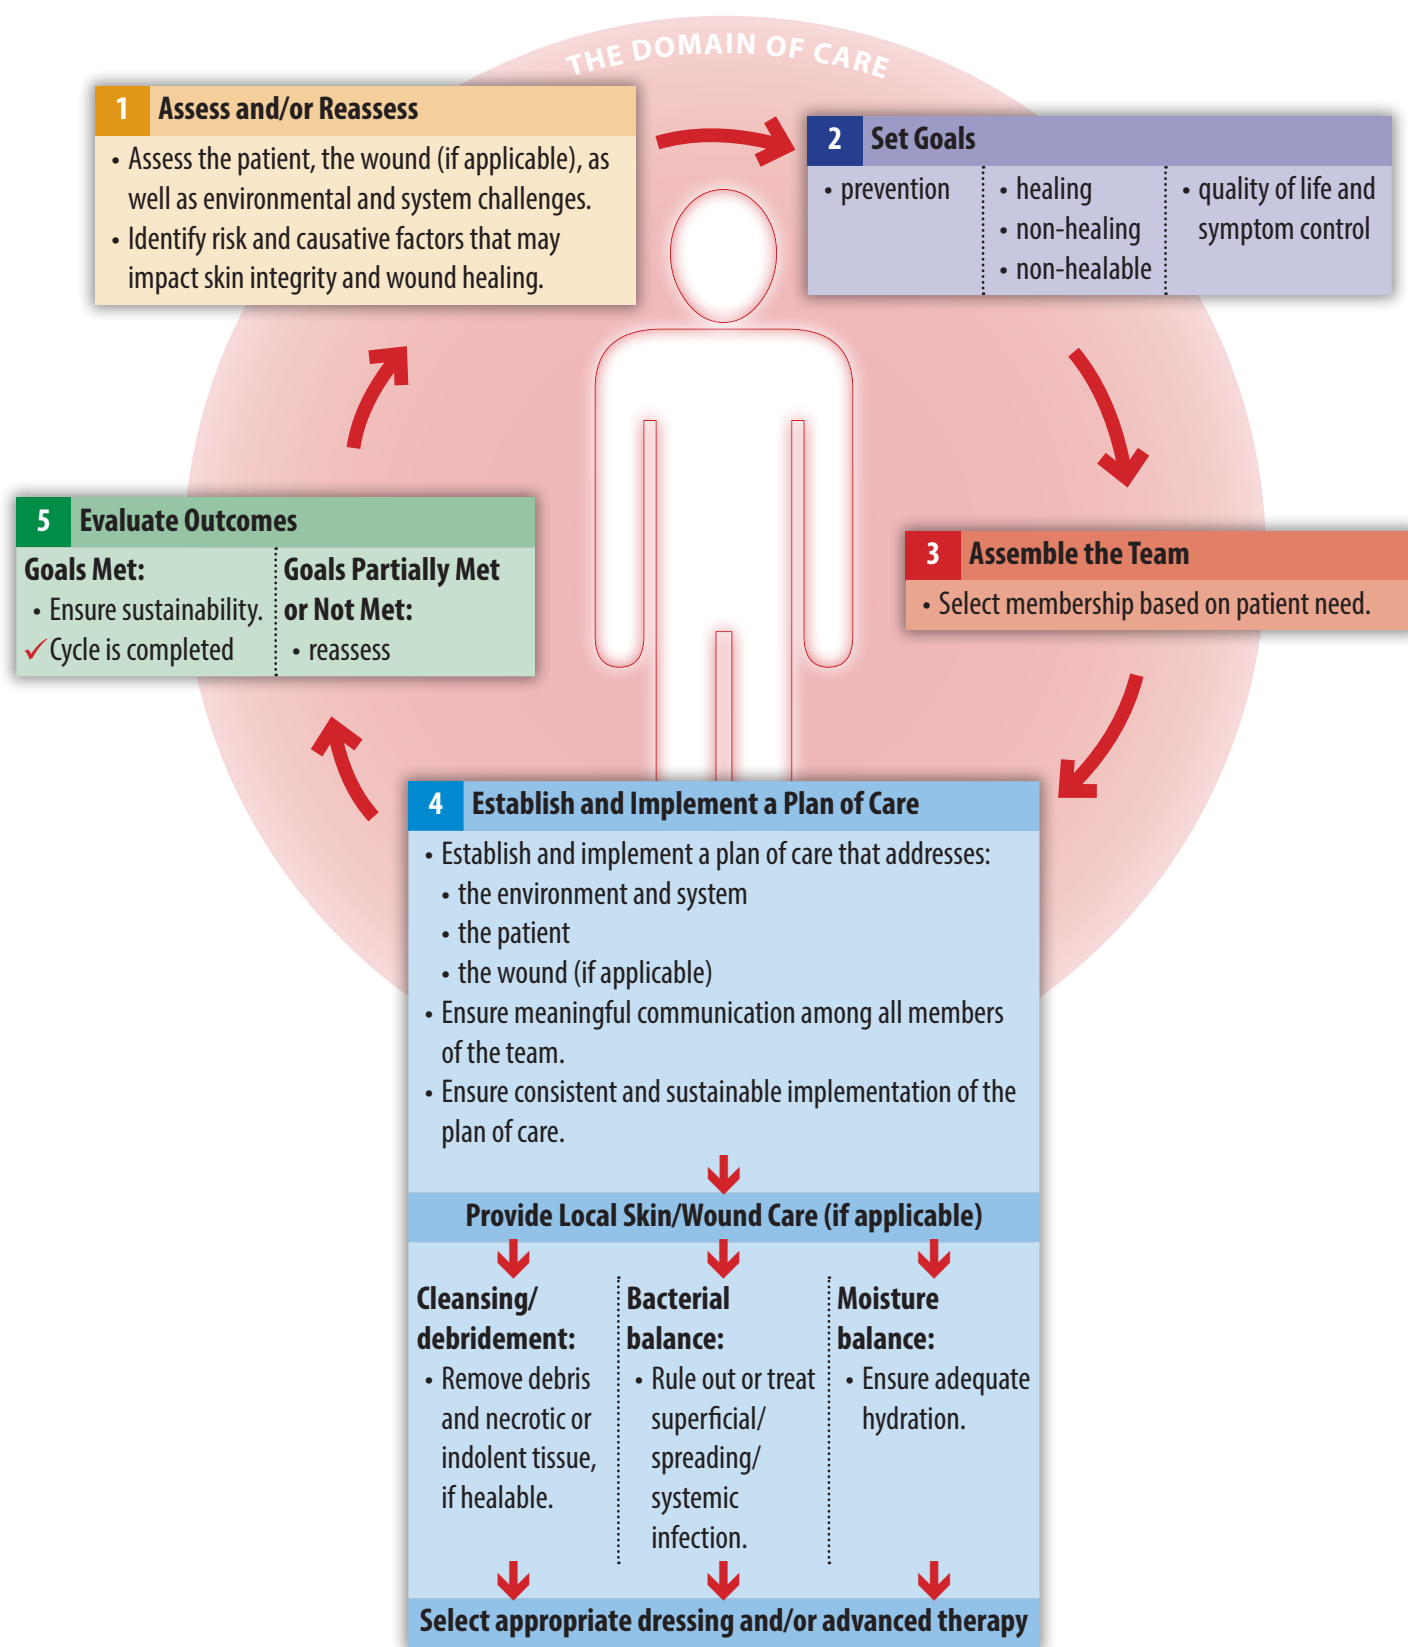 THE DOMAIN OF CARE
1 Assess and/or Reassess
• Assess the patient, the wound (if applicable), as
well as environmental and system challenges.
• Identify risk and causative factors that may
impact skin integrity and wound healing.
2 Set Goals
• prevention
• healing
• non-healing
• non-healable
• quality of life and
symptom control
3 Assemble the Team
• Select membership based on patient need.
4 Establish and Implement a Plan of Care
• Establish and implement a plan of care that addresses:
• the environment and system
• the patient
• the wound (if applicable)
• Ensure meaningful communication among all members
of the team.
• Ensure consistent and sustainable implementation of the
plan of care.
Provide Local Skin/Wound Care (if applicable)
Cleansing/
debridement:
• Remove debris
and necrotic or
indolent tissue,
if healable.
Bacterial
balance:
• Rule out or treat
superficial/
spreading/
systemic
infection.
Moisture
balance:
• Ensure adequate
hydration.
Select appropriate dressing and/or advanced therapy
5 Evaluate Outcomes
Goals Met:
• Ensure sustainability.
✓ Cycle is completed
Goals Partially Met
or Not Met:
• reassess